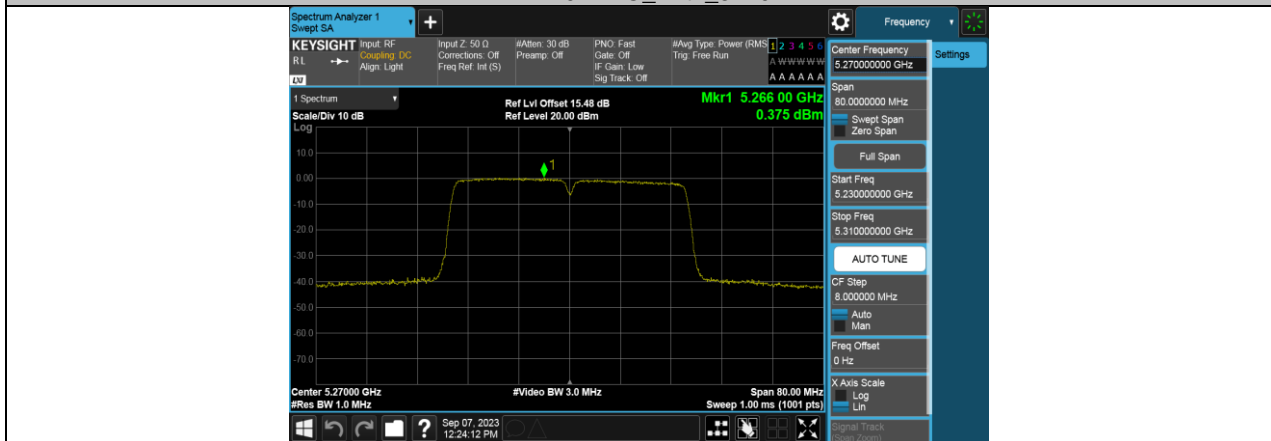 Spectrum Analyzer 1
Swept SA
+
Frequency
KEYSIGHT
RL
LXI
Input: RF
Coupling: DC
Align: Light
Input Z: 50 Ω
Corrections: Off
Freq Ref: Int (S)
#Atten: 30 dB
Preamp: Off
PNO: Fast
Gate: Off
IF Gain: Low
Sig Track: Off
#Avg Type: Power (RMS
Trig: Free Run
1 2 3 4 5 6
A W W W W W
A A A A A A
Center Frequency
5.270000000 GHz
Settings
1 Spectrum
Scale/Div 10 dB
Ref Lvl Offset 15.48 dB
Ref Level 20.00 dBm
Mkr1 5.266 00 GHz
0.375 dBm
Log
10.0
0.00
-10.0
-20.0
-30.0
-40.0
-50.0
-60.0
-70.0
1
Center 5.27000 GHz
#Res BW 1.0 MHz
#Video BW 3.0 MHz
Span 80.00 MHz
Sweep 1.00 ms (1001 pts)
Span
80.0000000 MHz
Swept Span
Zero Span
Full Span
Start Freq
5.230000000 GHz
Stop Freq
5.310000000 GHz
AUTO TUNE
CF Step
8.000000 MHz
Auto
Man
Freq Offset
0 Hz
X Axis Scale
Log
Lin
Signal Track
(Span Zoom)
?
Sep 07, 2023
12:24:12 PM